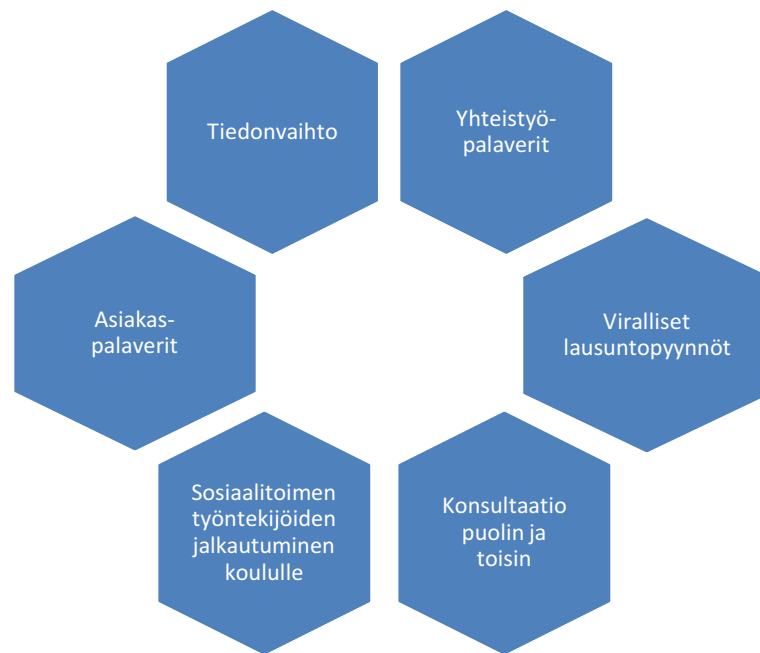 Tiedonvaihto
Yhteistyö-
palaverit
Asiakas-
palaverit
Viralliset
lausuntopyynnöt
Sosiaalitoimen
työntekijöiden
jalkautuminen
koululle
Konsultaatio
puolin ja
toisin